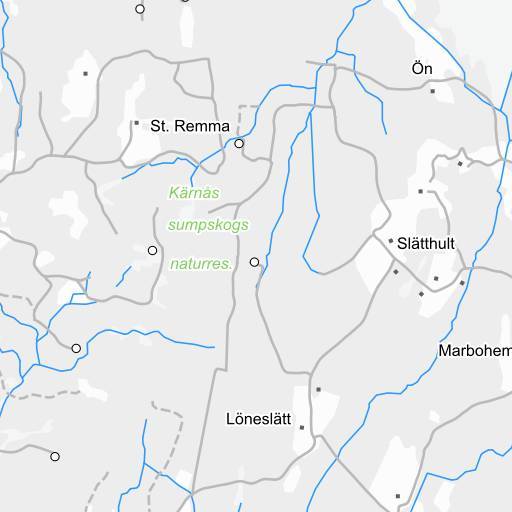 Ön
St. Remma
Kärnås
sumpskogs
naturres.
Slätthult
Marbohem
Löneslätt